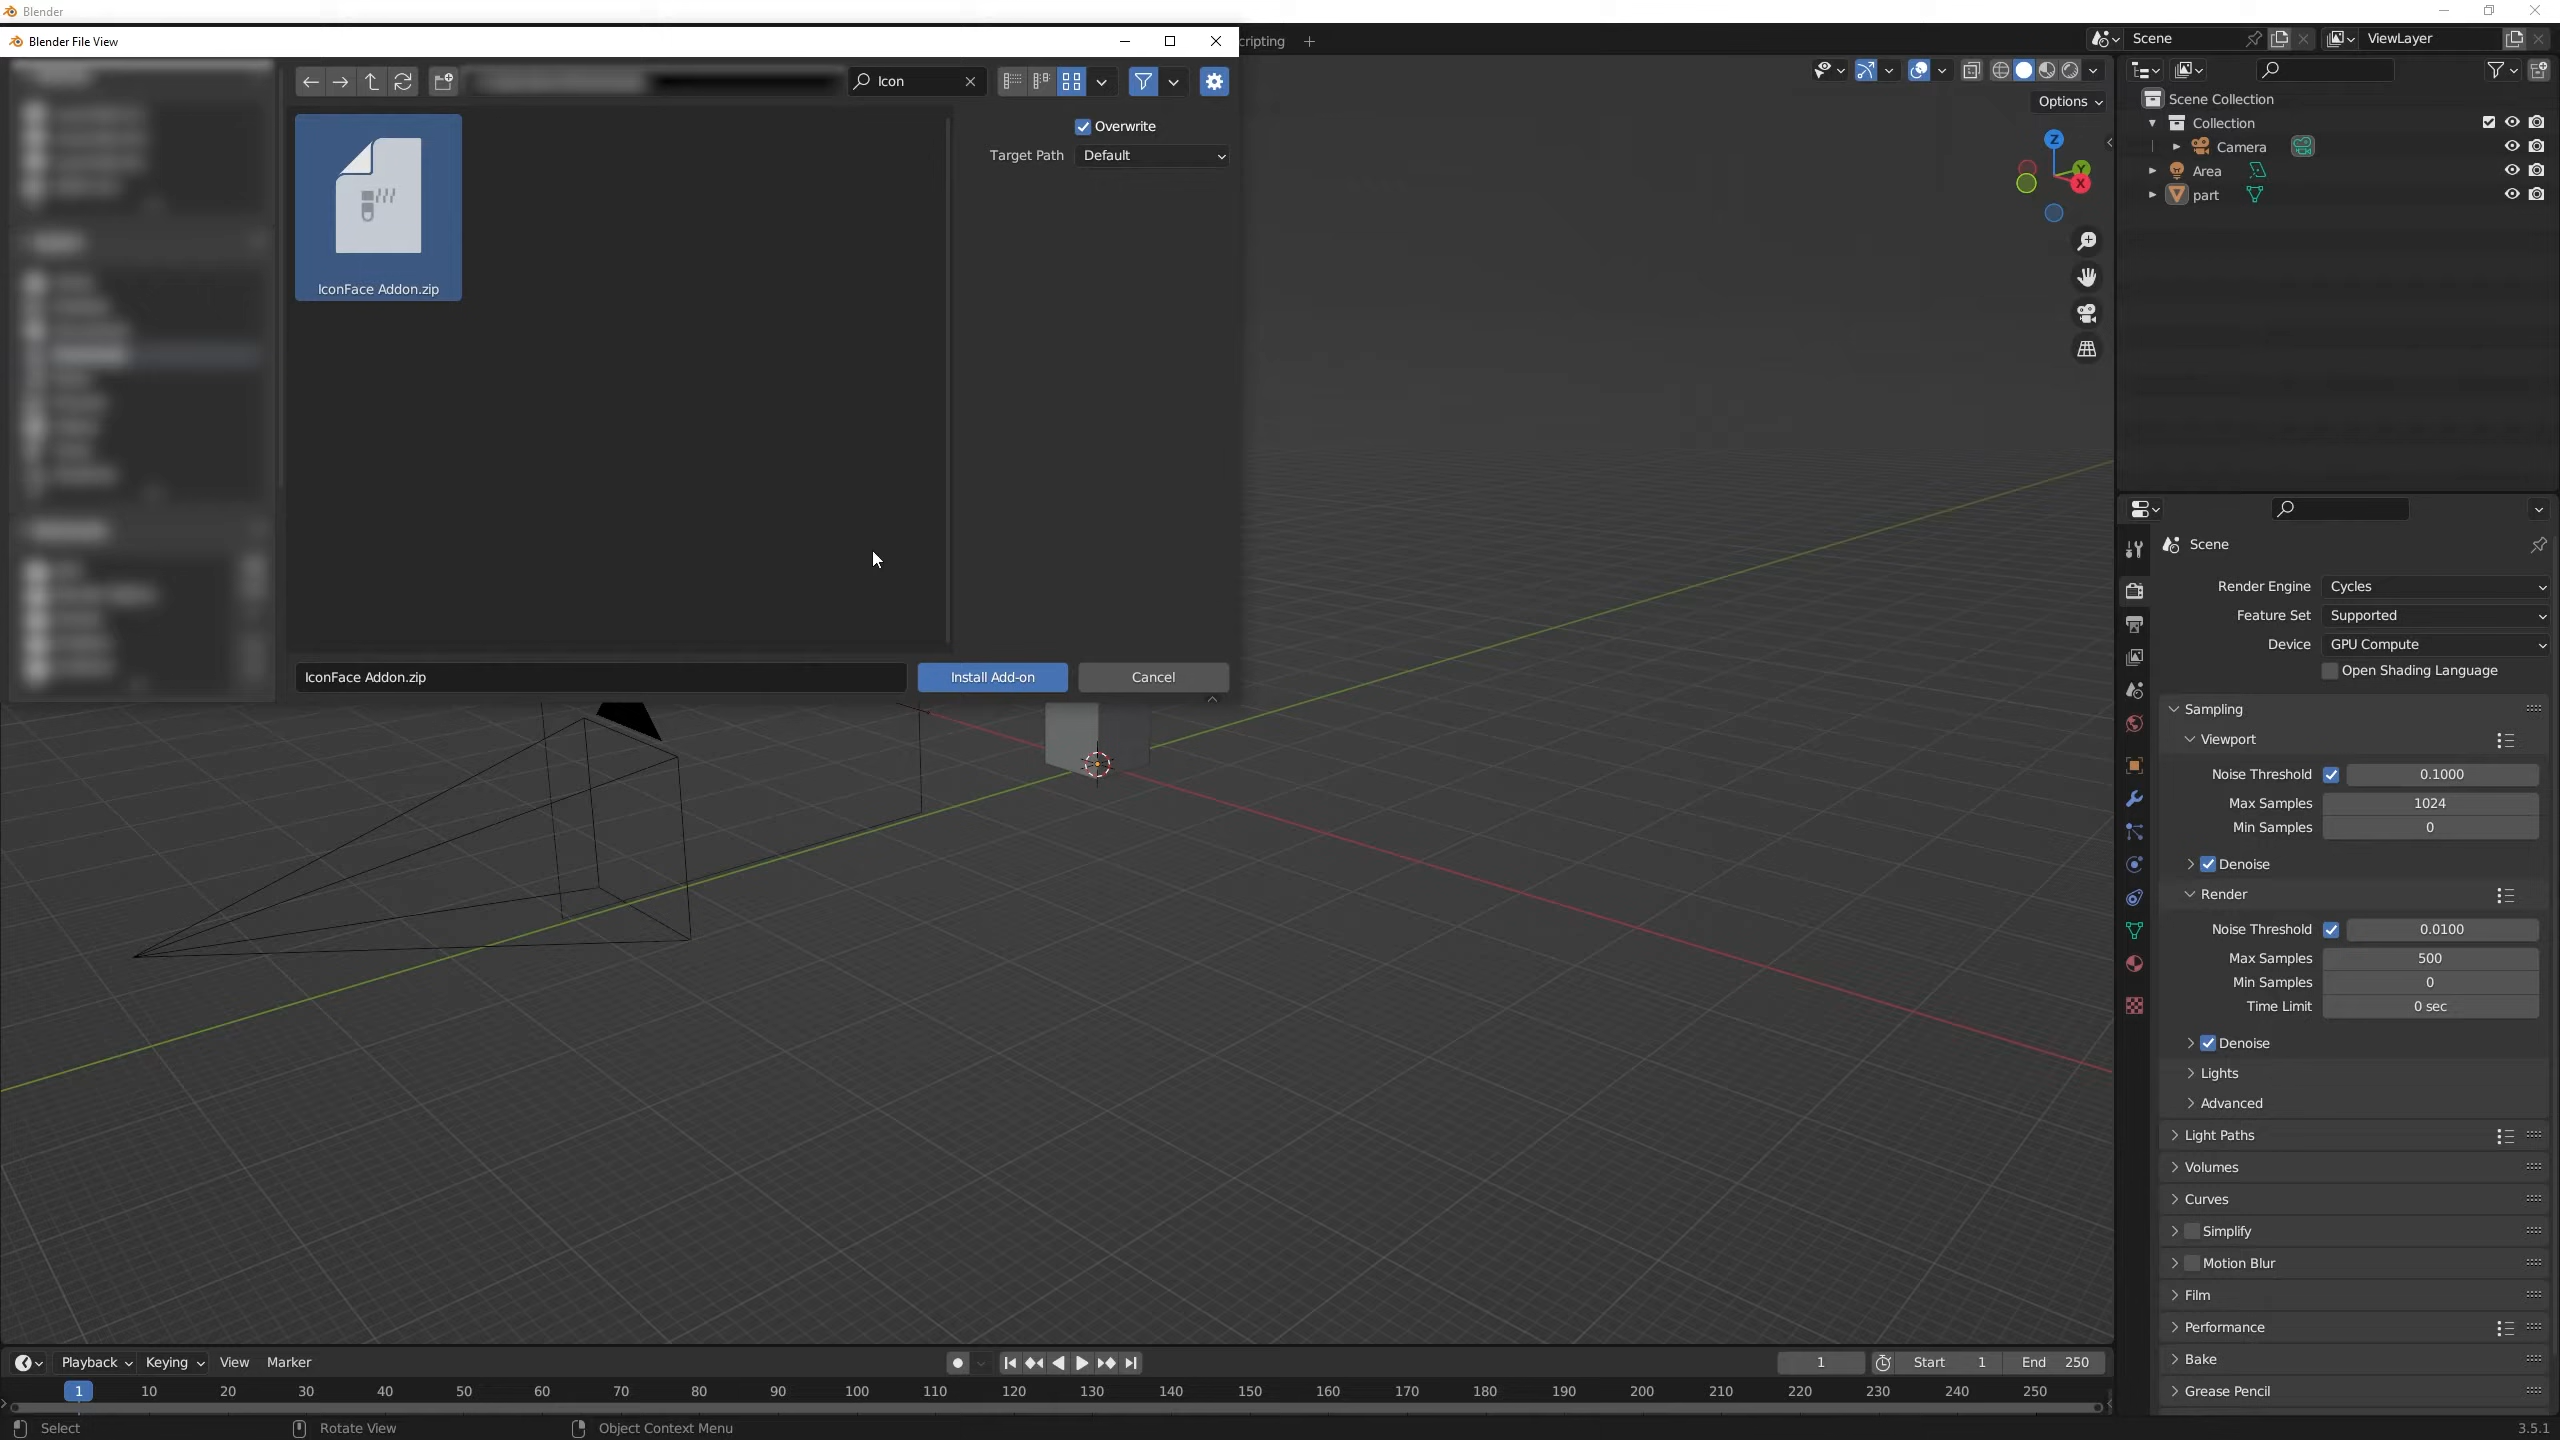 Blender
Blender File View
Icon
cripting
Scene
ViewLayer
Options
Overwrite
Target Path Default
IconFace Addon.zip
IconFace Addon.zip
Install Add-on
Cancel
Z
Y
X
Scene Collection
Collection
Camera
Area
part
Scene
Render Engine Cycles
Feature Set Supported
Device GPU Compute
Open Shading Language
Sampling
Viewport
Noise Threshold 0.1000
Max Samples 1024
Min Samples 0
Denoise
Render
Noise Threshold 0.0100
Max Samples 500
Min Samples 0
Time Limit 0 sec
Denoise
Lights
Advanced
Light Paths
Volumes
Curves
Simplify
Motion Blur
Film
Performance
Bake
Grease Pencil
Playback Keying View Marker
1 Start 1 End 250
1 10 20 30 40 50 60 70 80 90 100 110 120 130 140 150 160 170 180 190 200 210 220 230 240 250
Select Rotate View Object Context Menu 3.5.1